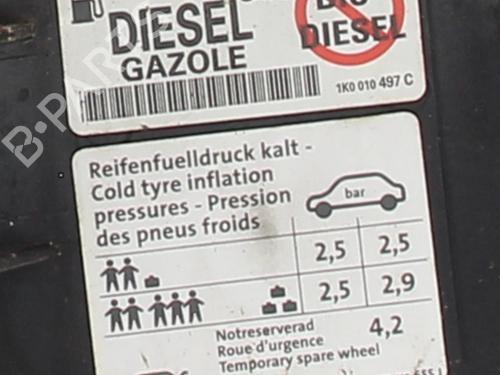 DIESEL
BIO
DIESEL
GAZOLE
1K0 010 497 C
B-PARTS
Reifenfuelldruck kalt -
Cold tyre inflation
pressures - Pression
des pneus froids
bar
2,5 2,5
2,5 2,9
Notreserverad
Roue d'urgence 4,2
Temporary spare wheel